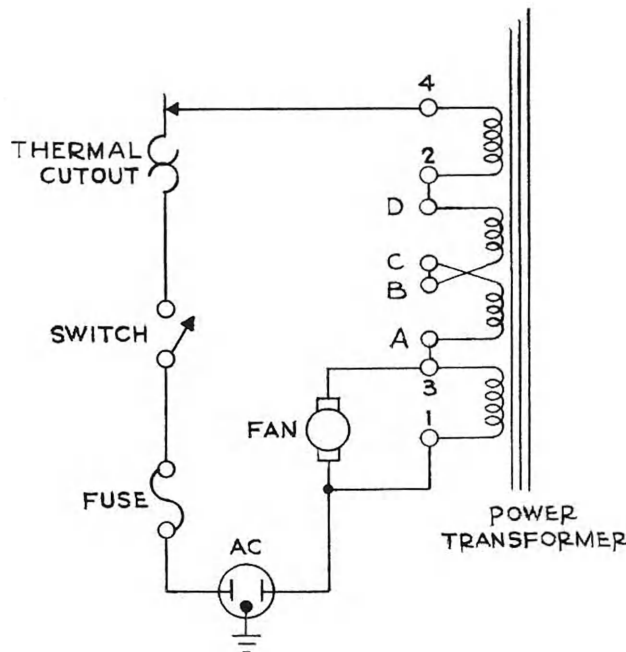 4
THERMAL
CUTOUT
2
D
C
B
SWITCH
A
3
FAN
1
FUSE
AC
POWER
TRANSFORMER